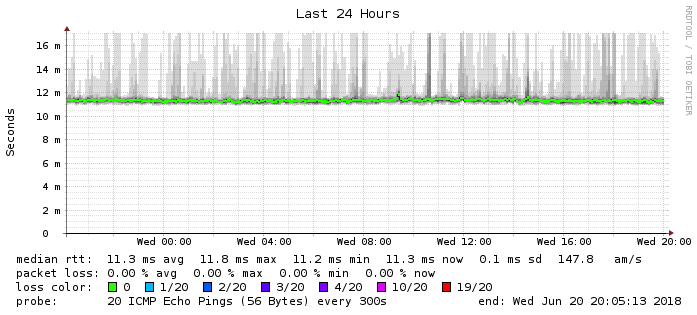 Last 24 Hours
RRDTOOL / TOBI OETIKER
Seconds
16 m
14 m
12 m
10 m
8 m
6 m
4 m
2 m
0
Wed 00:00 Wed 04:00 Wed 08:00 Wed 12:00 Wed 16:00 Wed 20:00
median rtt: 11.3 ms avg 11.8 ms max 11.2 ms min 11.3 ms now 0.1 ms sd 147.8 am/s
packet loss: 0.00 % avg 0.00 % max 0.00 % min 0.00 % now
loss color: 0 1/20 2/20 3/20 4/20 10/20 19/20
probe: 20 ICMP Echo Pings (56 Bytes) every 300s end: Wed Jun 20 20:05:13 2018